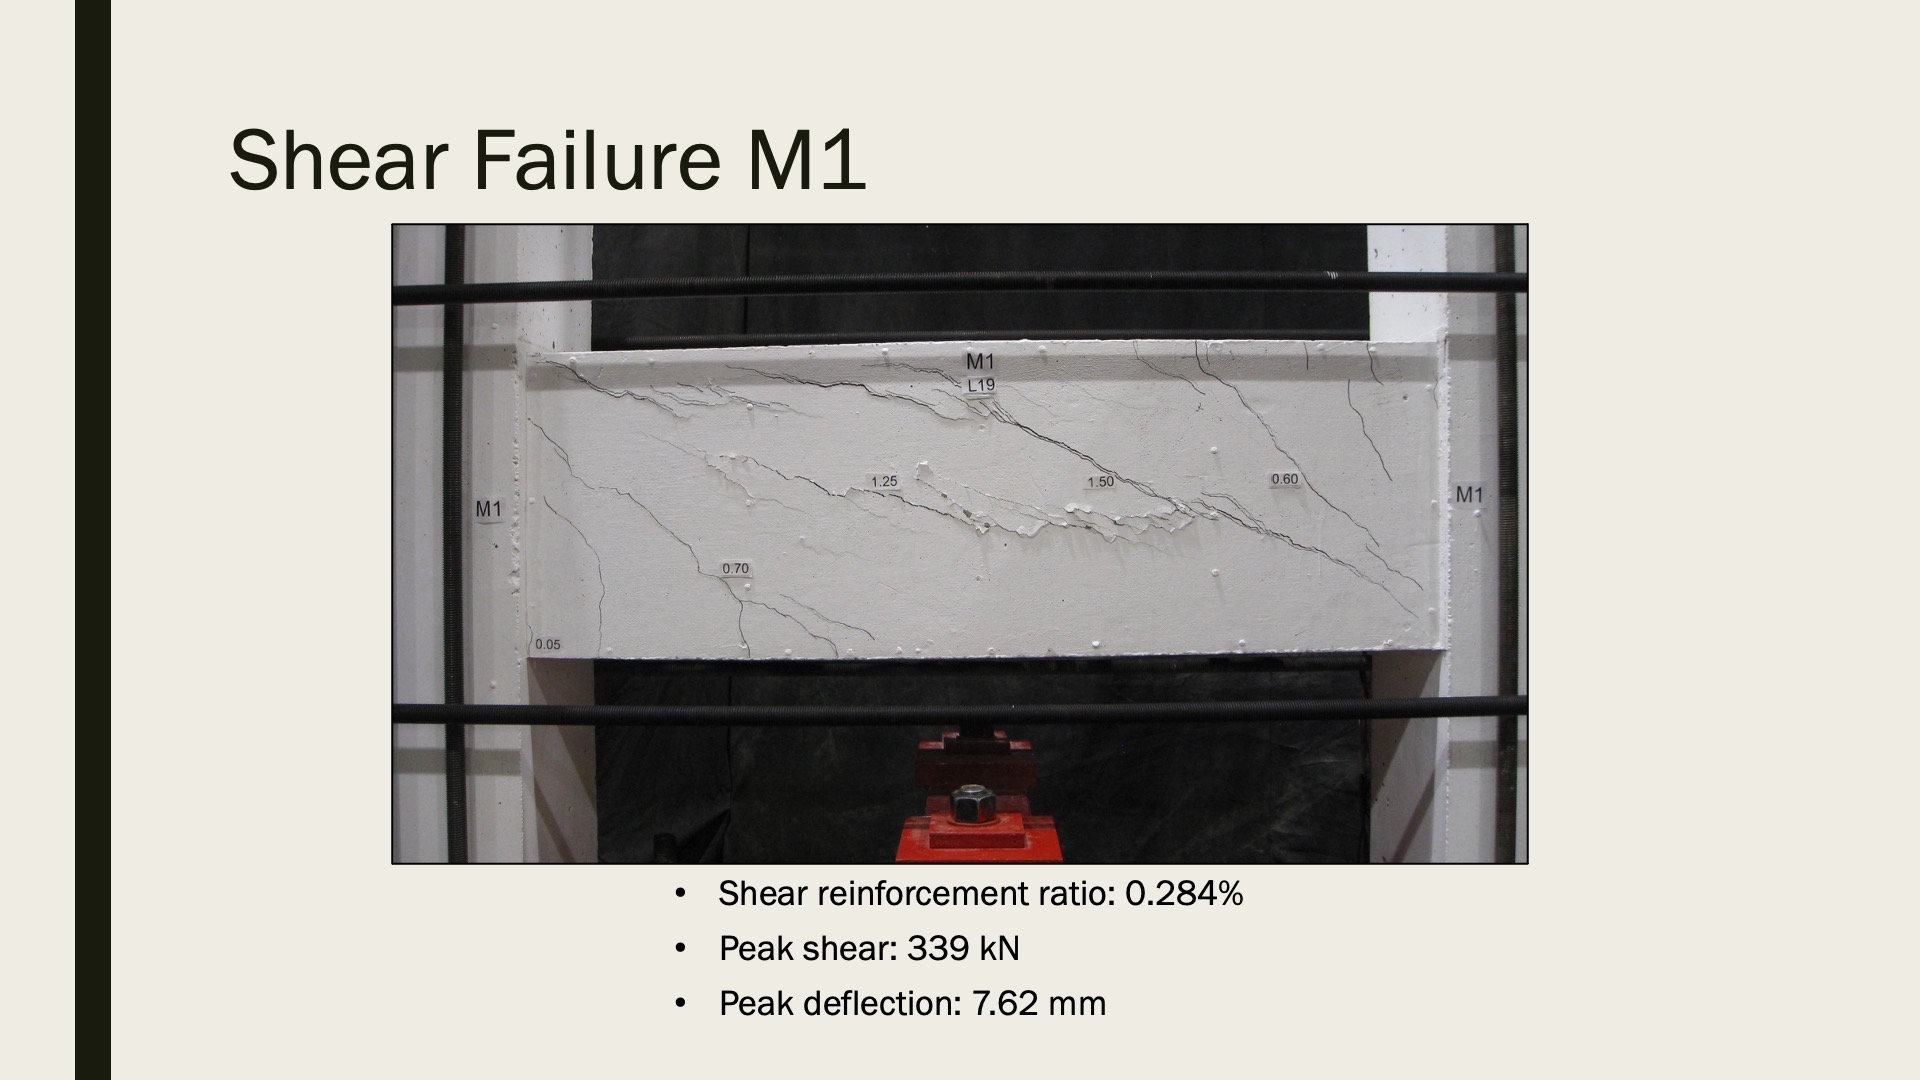 Shear Failure M1
M1
L19
1.25
1.50
0.60
M1
M1
0.70
0.05
• Shear reinforcement ratio: 0.284%
• Peak shear: 339 kN
• Peak deflection: 7.62 mm